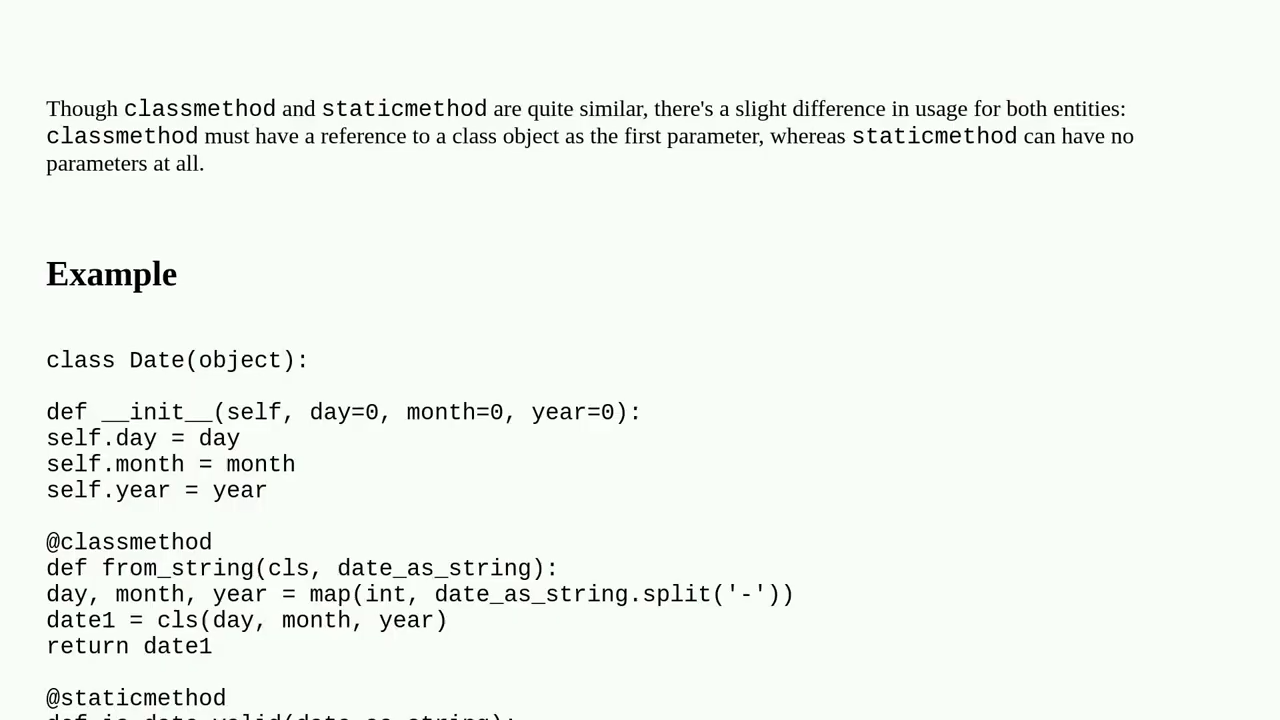 Though classmethod and staticmethod are quite similar, there's a slight difference in usage for both entities:
classmethod must have a reference to a class object as the first parameter, whereas staticmethod can have no
parameters at all.
Example
class Date(object):
def __init__(self, day=0, month=0, year=0):
self.day = day
self.month = month
self.year = year
@classmethod
def from_string(cls, date_as_string):
day, month, year = map(int, date_as_string.split('-'))
date1 = cls(day, month, year)
return date1
@staticmethod
def is_date_valid(date_as_string):